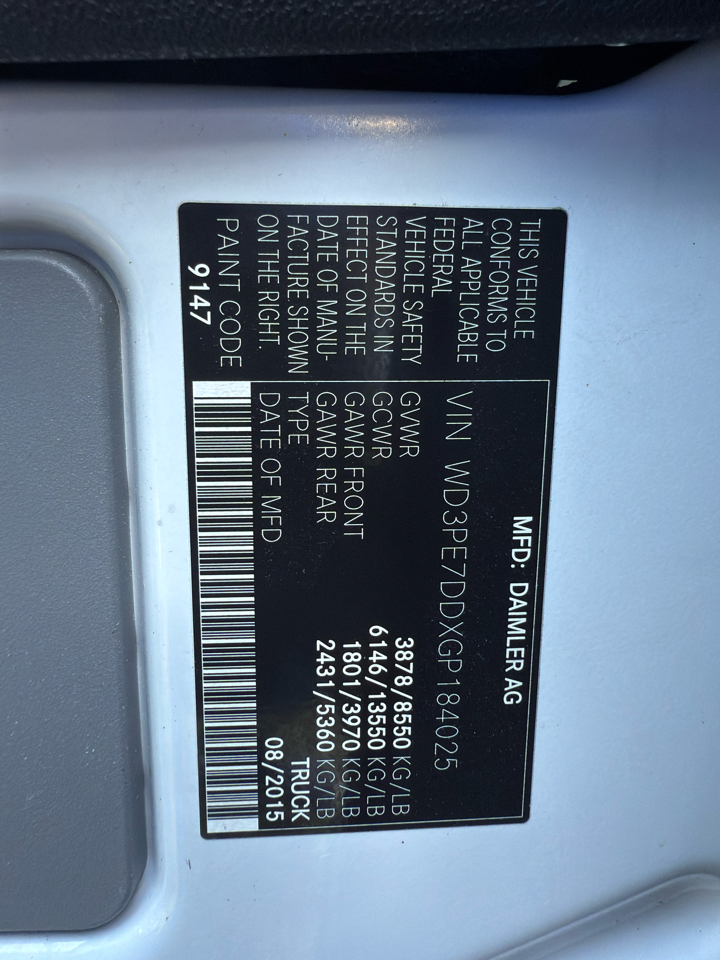 MFD: DAIMLER AG
THIS VEHICLE
CONFORMS TO
ALL APPLICABLE
FEDERAL
VEHICLE SAFETY
STANDARDS IN
EFFECT ON THE
DATE OF MANU-
FACTURE SHOWN
ON THE RIGHT.
PAINT CODE
9147
VIN WD3PE7DDXGP184025
GVWR 3878/8550 KG/LB
GCWR 6146/13550 KG/LB
GAWR FRONT 1801/3970 KG/LB
GAWR REAR 2431/5360 KG/LB
TYPE TRUCK
DATE OF MFD 08/2015